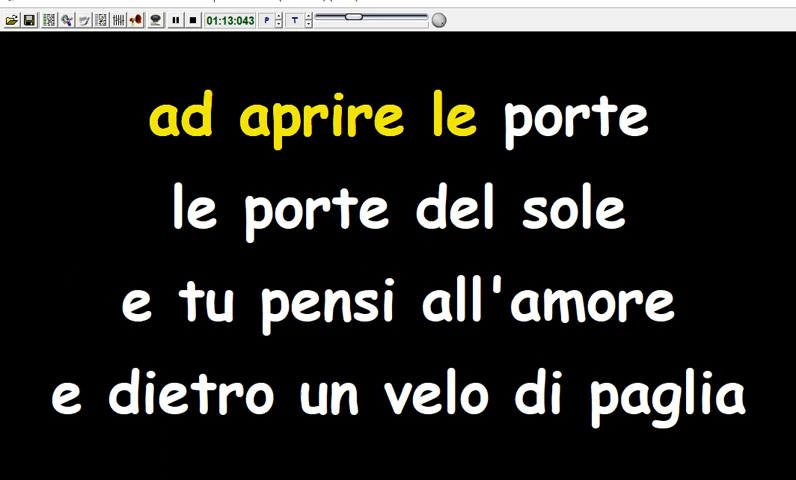 01:13:043 P T
ad aprire le porte
le porte del sole
e tu pensi all'amore
e dietro un velo di paglia